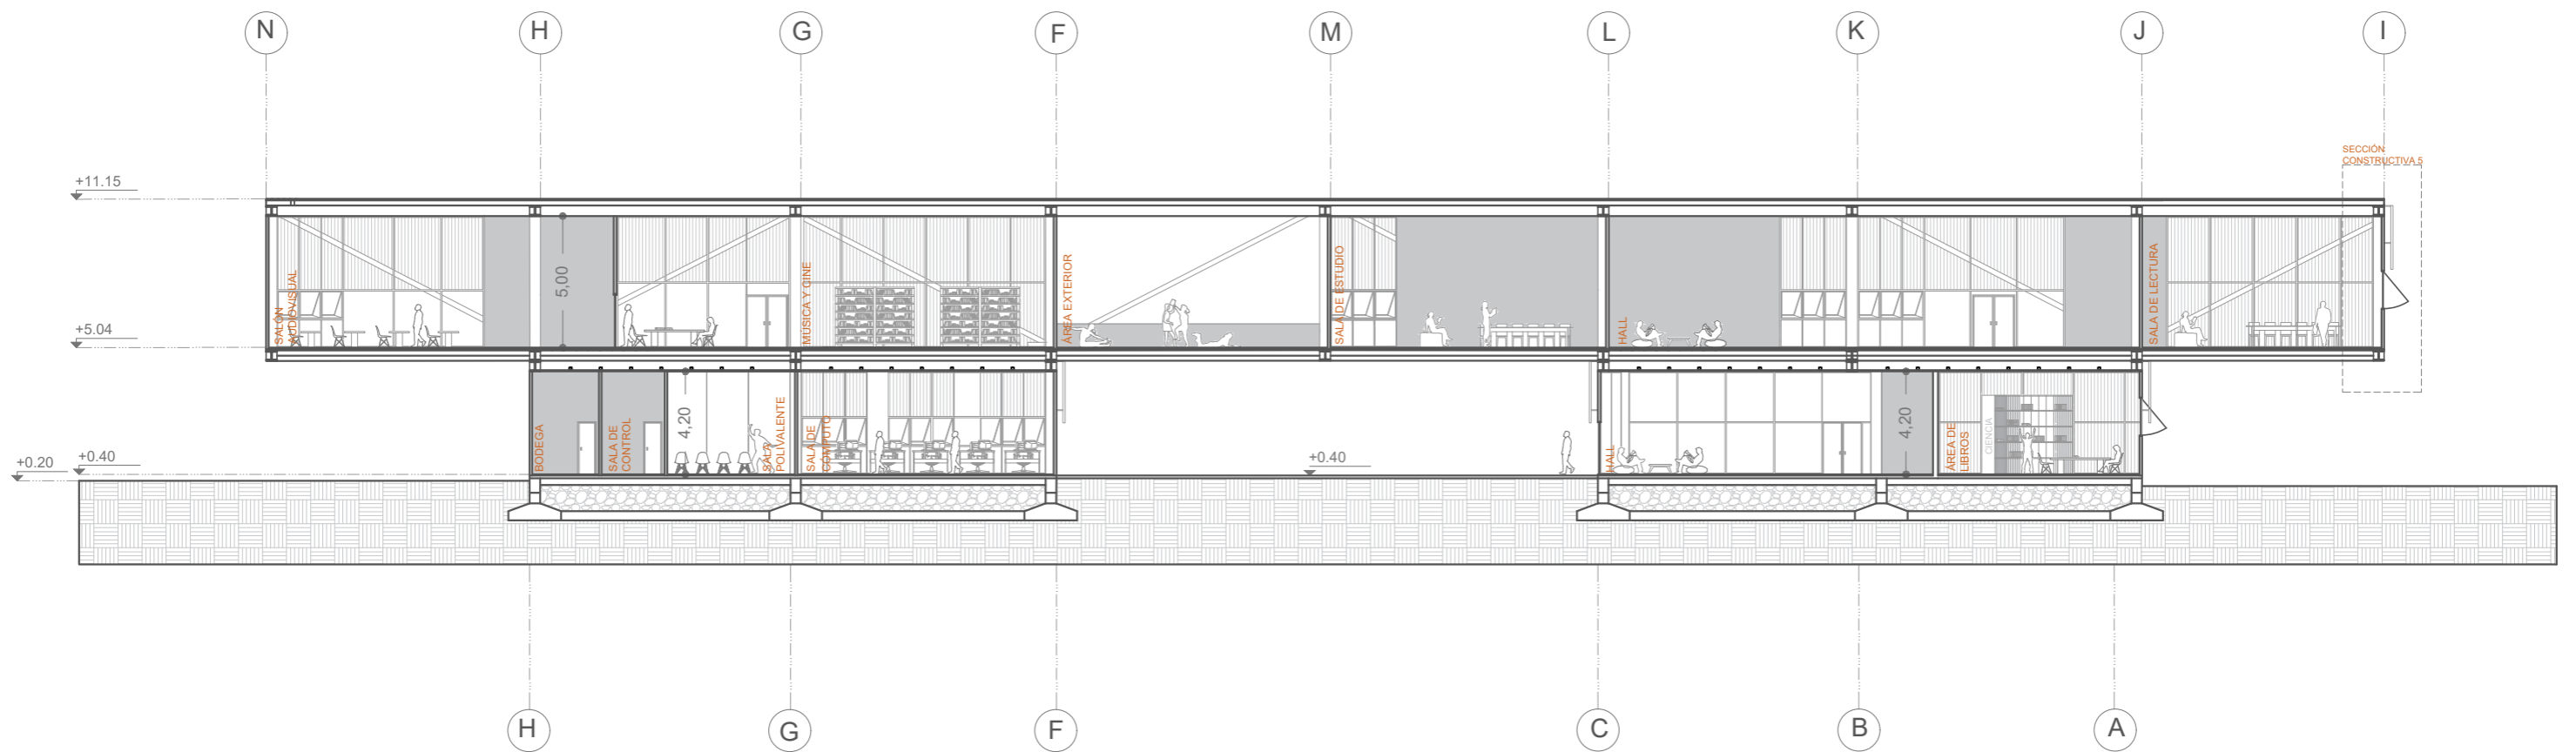 N
H
G
F
M
L
K
J
I
SECCIÓN
CONSTRUCTIVA 5
+11.15
+5.04
+0.20
+0.40
SALÓN
AUDIOVISUAL
5,00
MÚSICA Y CINE
ÁREA EXTERIOR
SALA DE ESTUDIO
HALL
SALA DE LECTURA
BODEGA
SALA DE
CONTROL
4,20
SALA
POLIVALENTE
SALA DE
CÓMPUTO
+0.40
HALL
4,20
ÁREA DE
LIBROS
CIENCIA
H
G
F
C
B
A